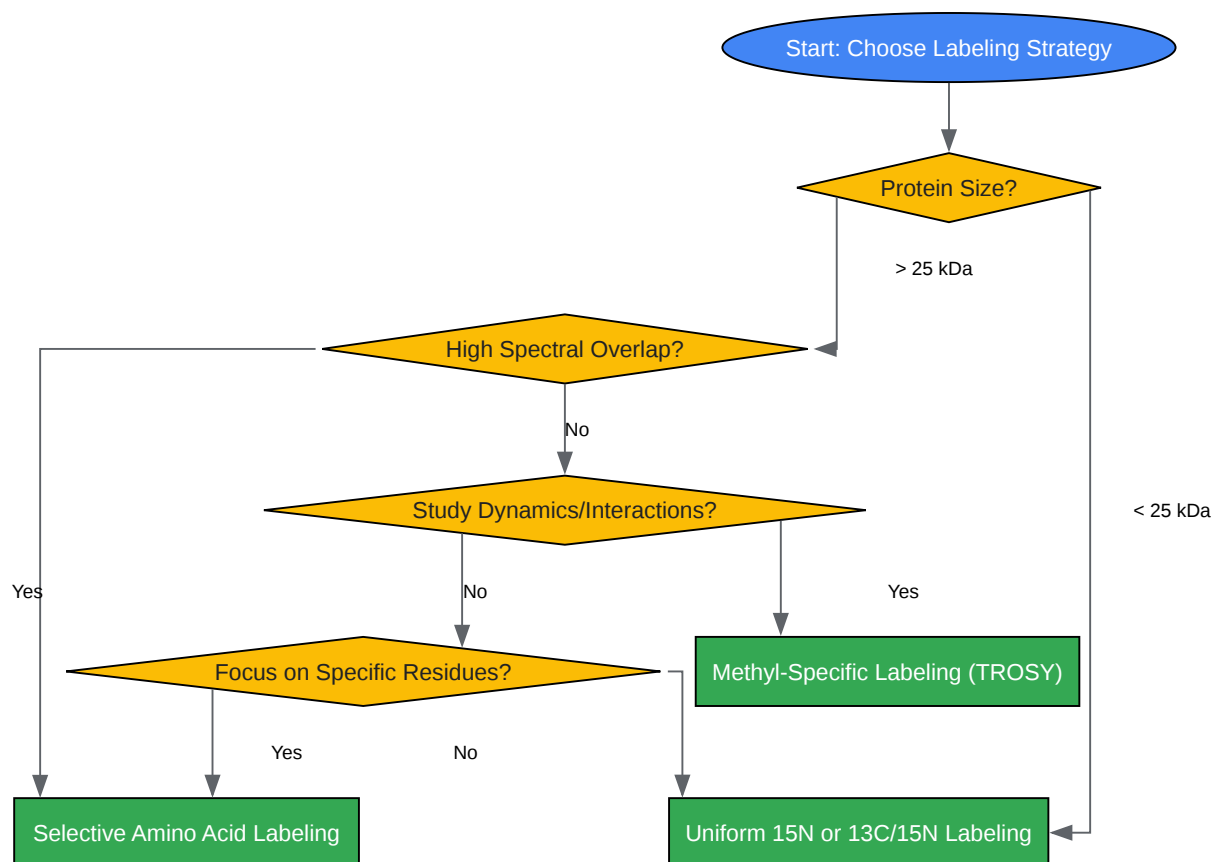 Start: Choose Labeling Strategy
Protein Size?
> 25 kDa
High Spectral Overlap?
No
Study Dynamics/Interactions?
< 25 kDa
Yes
No
Yes
Focus on Specific Residues?
Methyl-Specific Labeling (TROSY)
Yes
No
Selective Amino Acid Labeling
Uniform 15N or 13C/15N Labeling